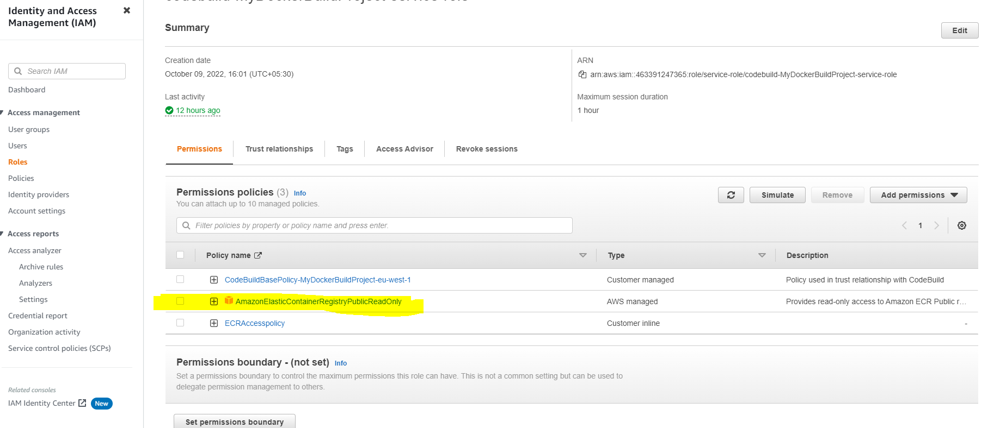 Identity and Access
Management (IAM)
Search IAM
Dashboard
Access management
User groups
Users
Roles
Policies
Identity providers
Account settings
Access reports
Access analyzer
Archive rules
Analyzers
Settings
Credential report
Organization activity
Service control policies (SCPs)
Related consoles
IAM Identity Center New
codebuild-MyDockerBuildProject-service-role
Summary
Edit
Creation date
October 09, 2022, 16:01 (UTC+05:30)
Last activity
12 hours ago
ARN
arn:aws:iam::463391247365:role/service-role/codebuild-MyDockerBuildProject-service-role
Maximum session duration
1 hour
Permissions Trust relationships Tags Access Advisor Revoke sessions
Permissions policies (3) Info
You can attach up to 10 managed policies.
Simulate Remove Add permissions
Filter policies by property or policy name and press enter.
1
Policy name Type Description
CodeBuildBasePolicy-MyDockerBuildProject-eu-west-1 Customer managed Policy used in trust relationship with CodeBuild
AmazonElasticContainerRegistryPublicReadOnly AWS managed Provides read-only access to Amazon ECR Public r...
ECRAccesspolicy Customer inline -
Permissions boundary - (not set) Info
Set a permissions boundary to control the maximum permissions this role can have. This is not a common setting but can be used to
delegate permission management to others.
Set permissions boundary